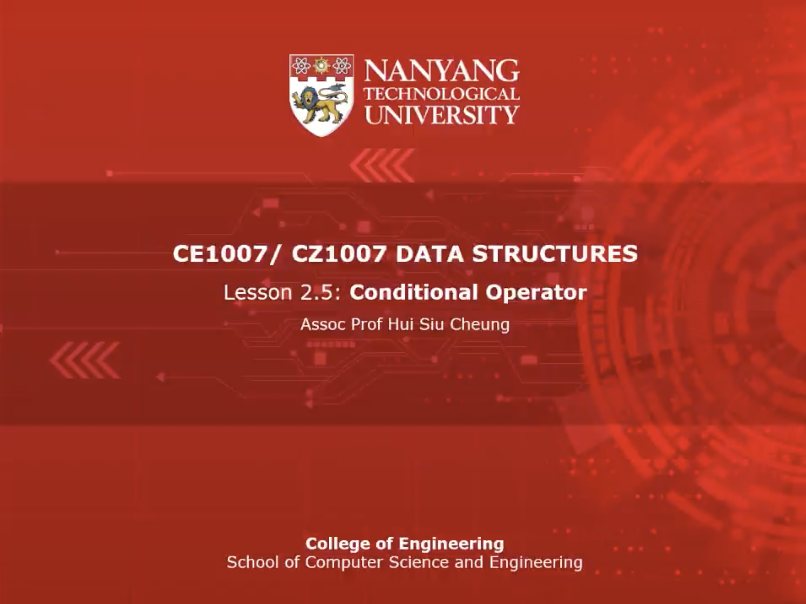 NANYANG
TECHNOLOGICAL
UNIVERSITY
CE1007/ CZ1007 DATA STRUCTURES
Lesson 2.5: Conditional Operator
Assoc Prof Hui Siu Cheung
College of Engineering
School of Computer Science and Engineering